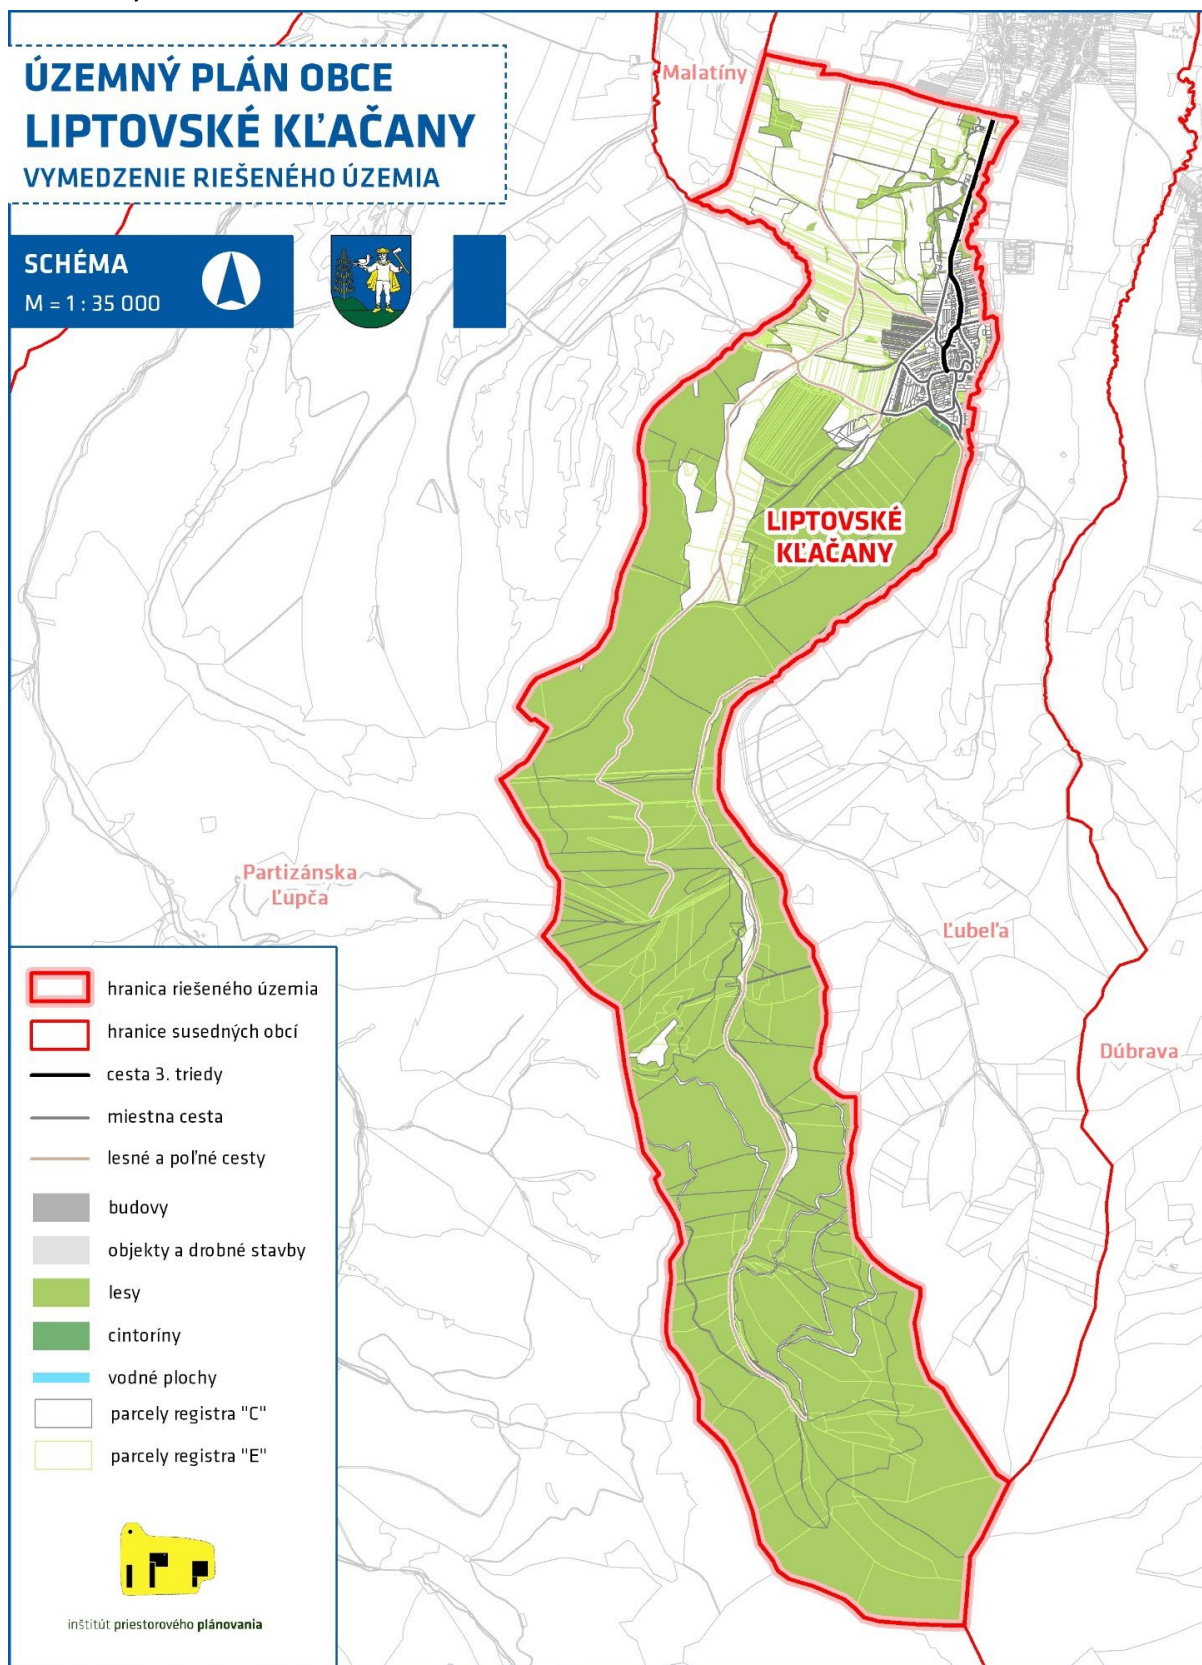 ÚZEMNÝ PLÁN OBCE
LIPTOVSKÉ KĽAČANY
VYMEDZENIE RIEŠENÉHO ÚZEMIA
SCHÉMA
M = 1 : 35 000
Malatíny
LIPTOVSKÉ
KĽAČANY
Partizánska
Ľupča
Ľubeľa
Dúbrava
hranica riešeného územia
hranice susedných obcí
cesta 3. triedy
miestna cesta
lesné a poľné cesty
budovy
objekty a drobné stavby
lesy
cintoríny
vodné plochy
parcely registra "C"
parcely registra "E"
inštitút priestorového plánovania